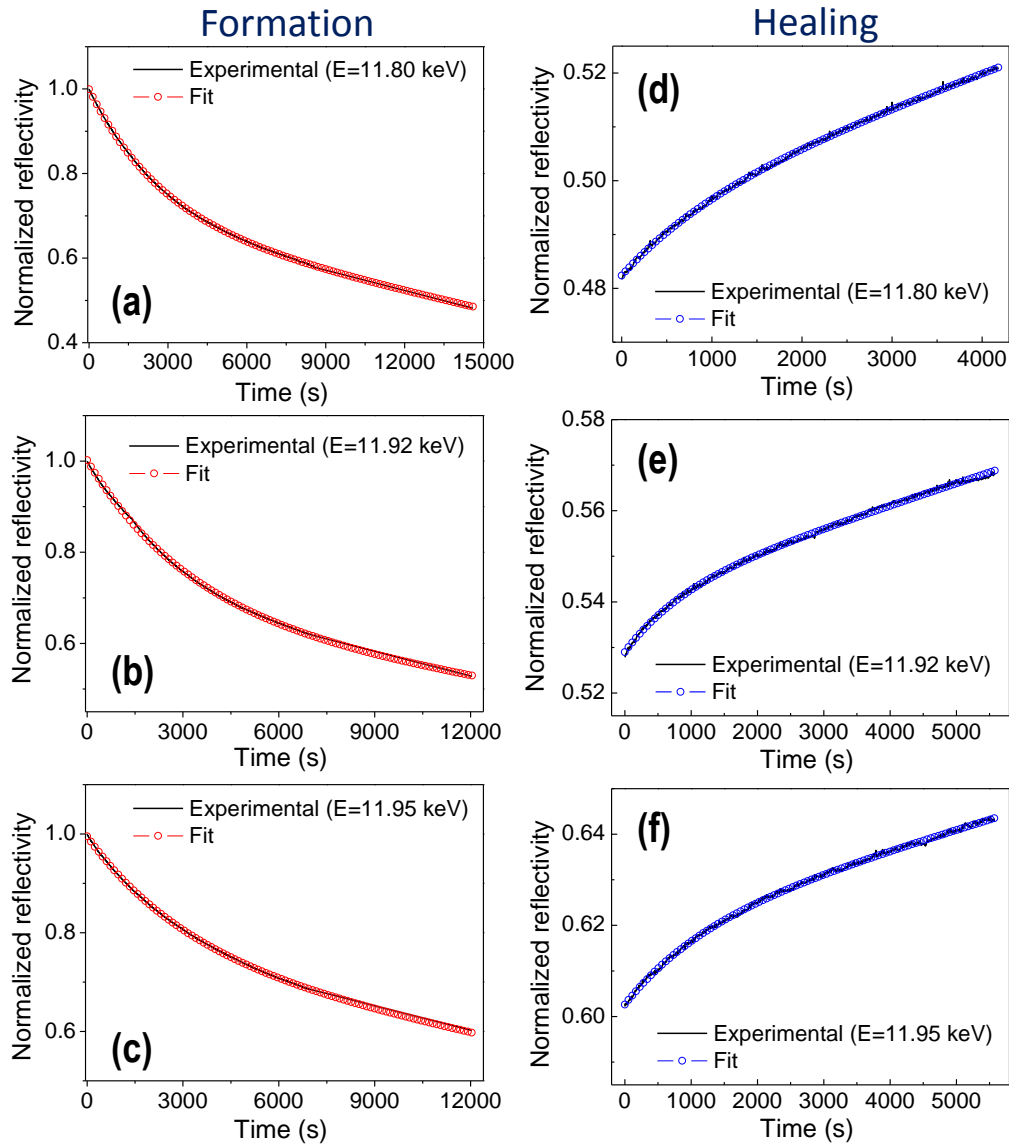 Formation
Healing
Experimental (E=11.80 keV)
Fit
1.0
0.8
0.6
0.4
Normalized reflectivity
(a)
0 3000 6000 9000 12000 15000
Time (s)
Experimental (E=11.80 keV)
Fit
0.52
0.50
0.48
Normalized reflectivity
(d)
0 1000 2000 3000 4000
Time (s)
Experimental (E=11.92 keV)
Fit
1.0
0.8
0.6
Normalized reflectivity
(b)
0 3000 6000 9000 12000
Time (s)
Experimental (E=11.92 keV)
Fit
0.58
0.56
0.54
0.52
Normalized reflectivity
(e)
0 1000 2000 3000 4000 5000
Time (s)
Experimental (E=11.95 keV)
Fit
1.0
0.8
0.6
Normalized reflectivity
(c)
0 3000 6000 9000 12000
Time (s)
Experimental (E=11.95 keV)
Fit
0.64
0.62
0.60
Normalized reflectivity
(f)
0 1000 2000 3000 4000 5000
Time (s)